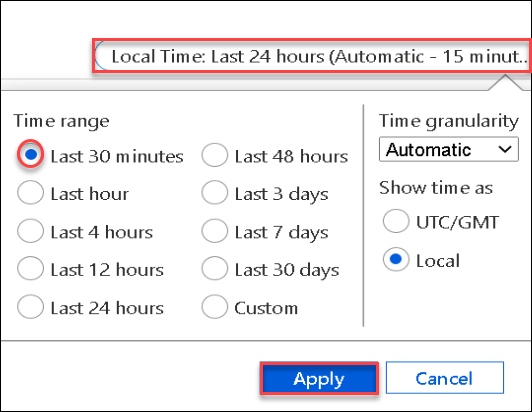 Local Time: Last 24 hours (Automatic - 15 minut...
Time range
Last 30 minutes
Last 48 hours
Last hour
Last 3 days
Last 4 hours
Last 7 days
Last 12 hours
Last 30 days
Last 24 hours
Custom
Time granularity
Automatic
Show time as
UTC/GMT
Local
Apply
Cancel